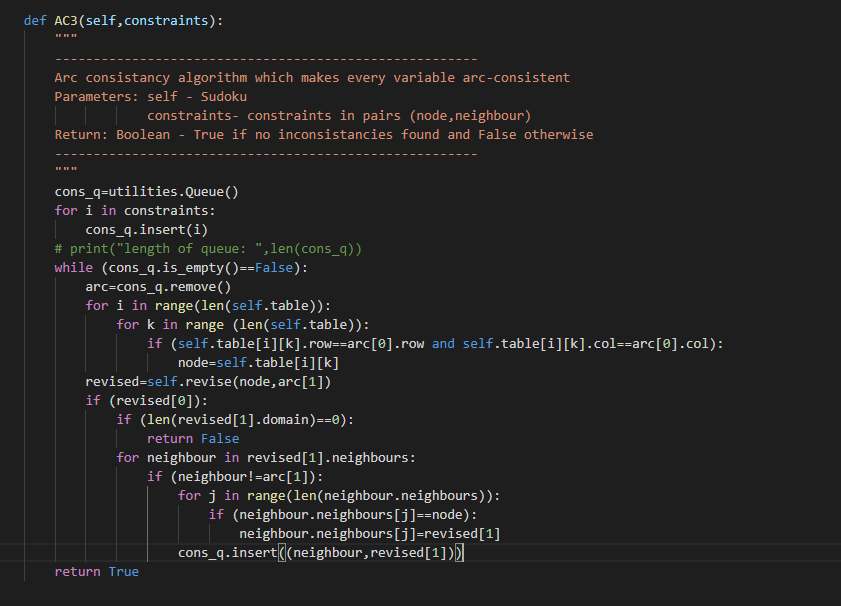 def AC3(self,constraints):
"""
-------------------------------------------------------
Arc consistancy algorithm which makes every variable arc-consistent
Parameters: self - Sudoku
constraints- constraints in pairs (node,neighbour)
Return: Boolean - True if no inconsistancies found and False otherwise
-------------------------------------------------------
"""
cons_q=utilities.Queue()
for i in constraints:
cons_q.insert(i)
# print("length of queue: ",len(cons_q))
while (cons_q.is_empty()==False):
arc=cons_q.remove()
for i in range(len(self.table)):
for k in range (len(self.table)):
if (self.table[i][k].row==arc[0].row and self.table[i][k].col==arc[0].col):
node=self.table[i][k]
revised=self.revise(node,arc[1])
if (revised[0]):
if (len(revised[1].domain)==0):
return False
for neighbour in revised[1].neighbours:
if (neighbour!=arc[1]):
for j in range(len(neighbour.neighbours)):
if (neighbour.neighbours[j]==node):
neighbour.neighbours[j]=revised[1]
cons_q.insert((neighbour,revised[1]))
return True